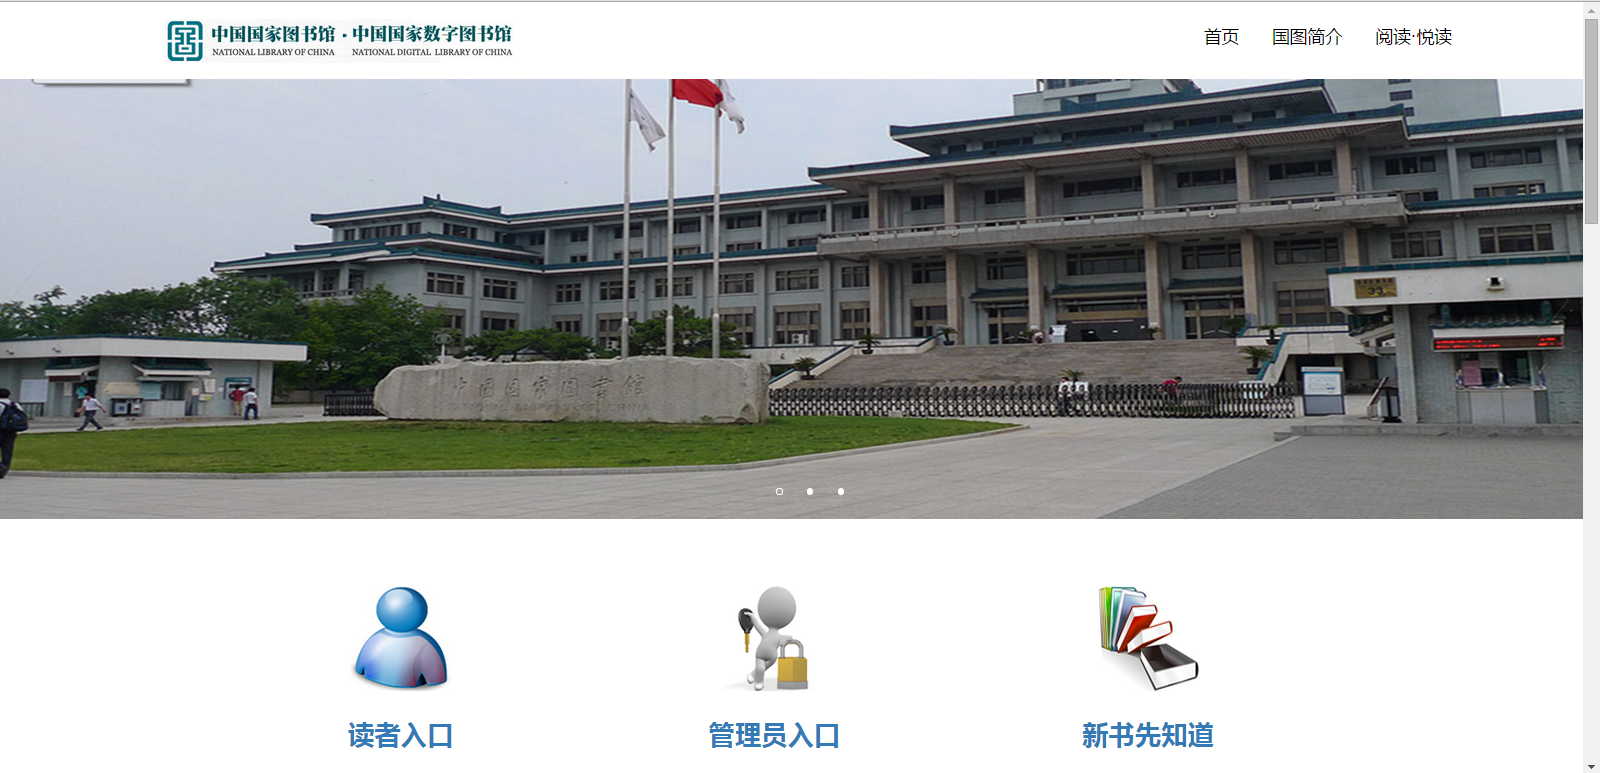 中国国家图书馆 · 中国国家数字图书馆
NATIONAL LIBRARY OF CHINA NATIONAL DIGITAL LIBRARY OF CHINA
首页 国图简介 阅读·悦读
33
中国国家图书馆
读者入口 管理员入口 新书先知道